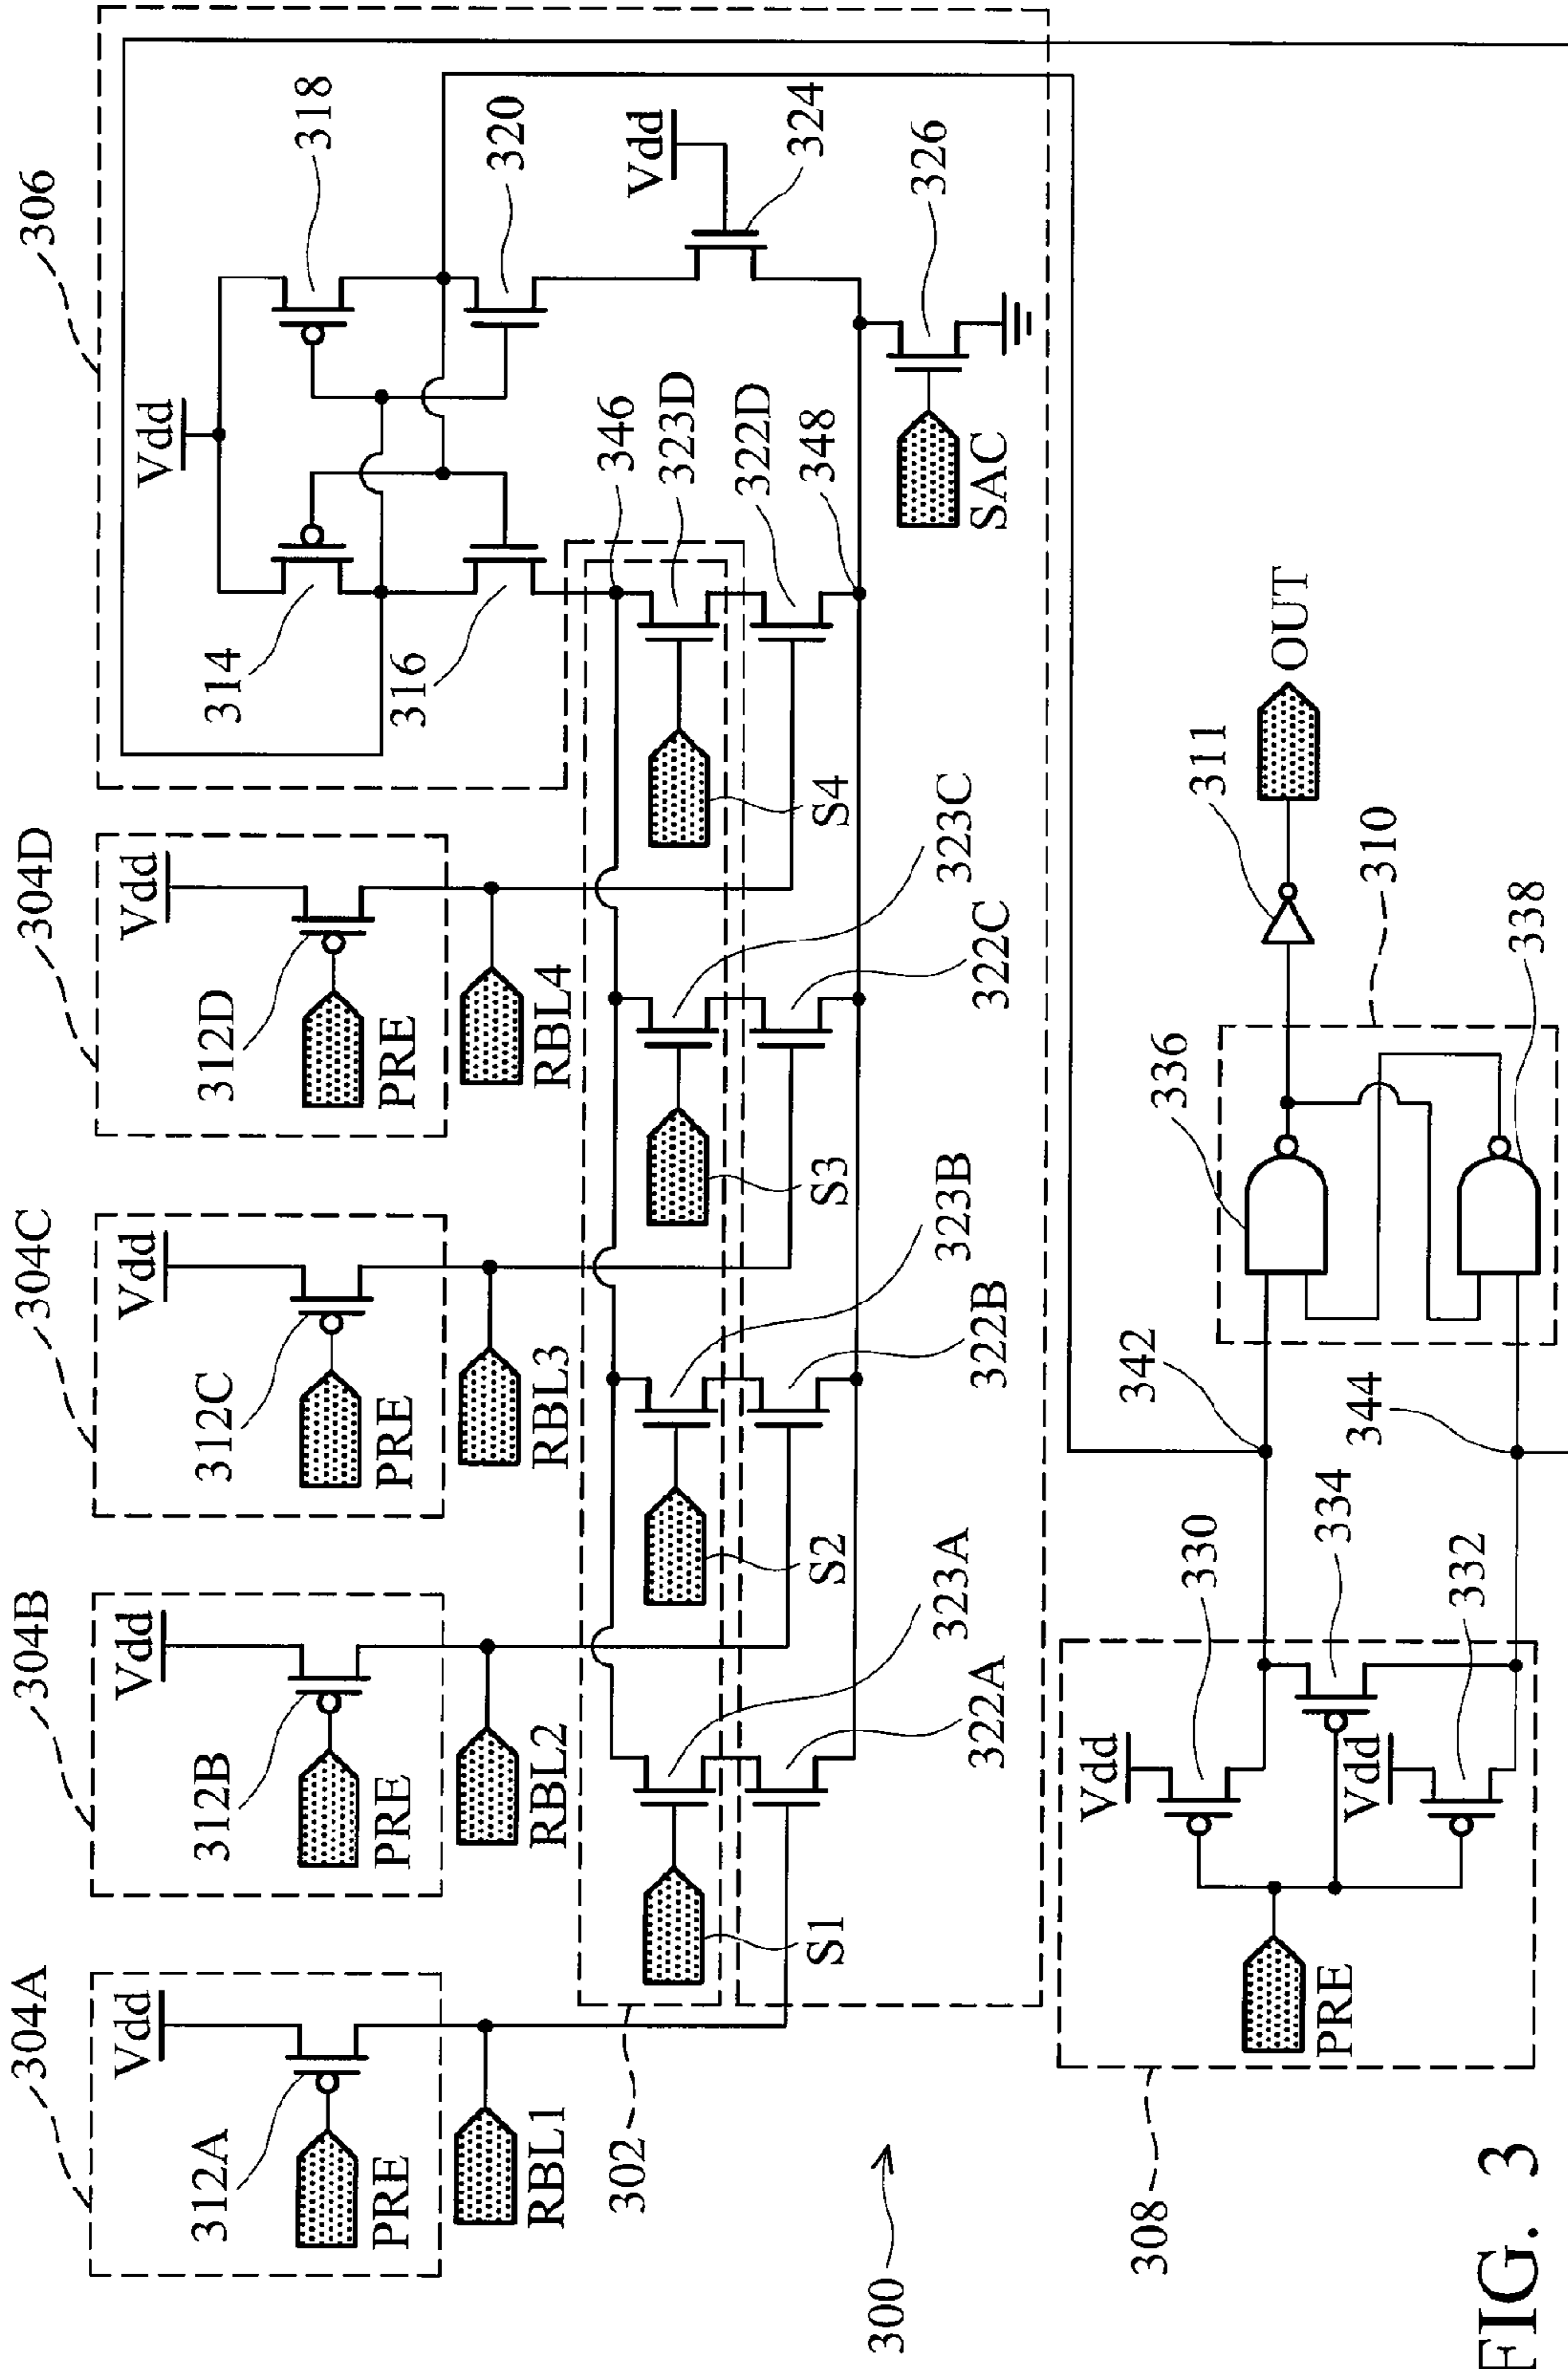 304A
304B
304C
304D
306
Vdd
Vdd
Vdd
Vdd
Vdd
312A
312B
312C
312D
314
318
PRE
PRE
PRE
PRE
316
320
RBL1
RBL2
RBL3
RBL4
346
Vdd
302
323D
324
S1
S2
S3
S4
322D
323A
323B
323C
348
326
322A
322B
322C
SAC
300
342
336
311
OUT
308
Vdd
330
344
310
PRE
Vdd
334
332
338
FIG. 3